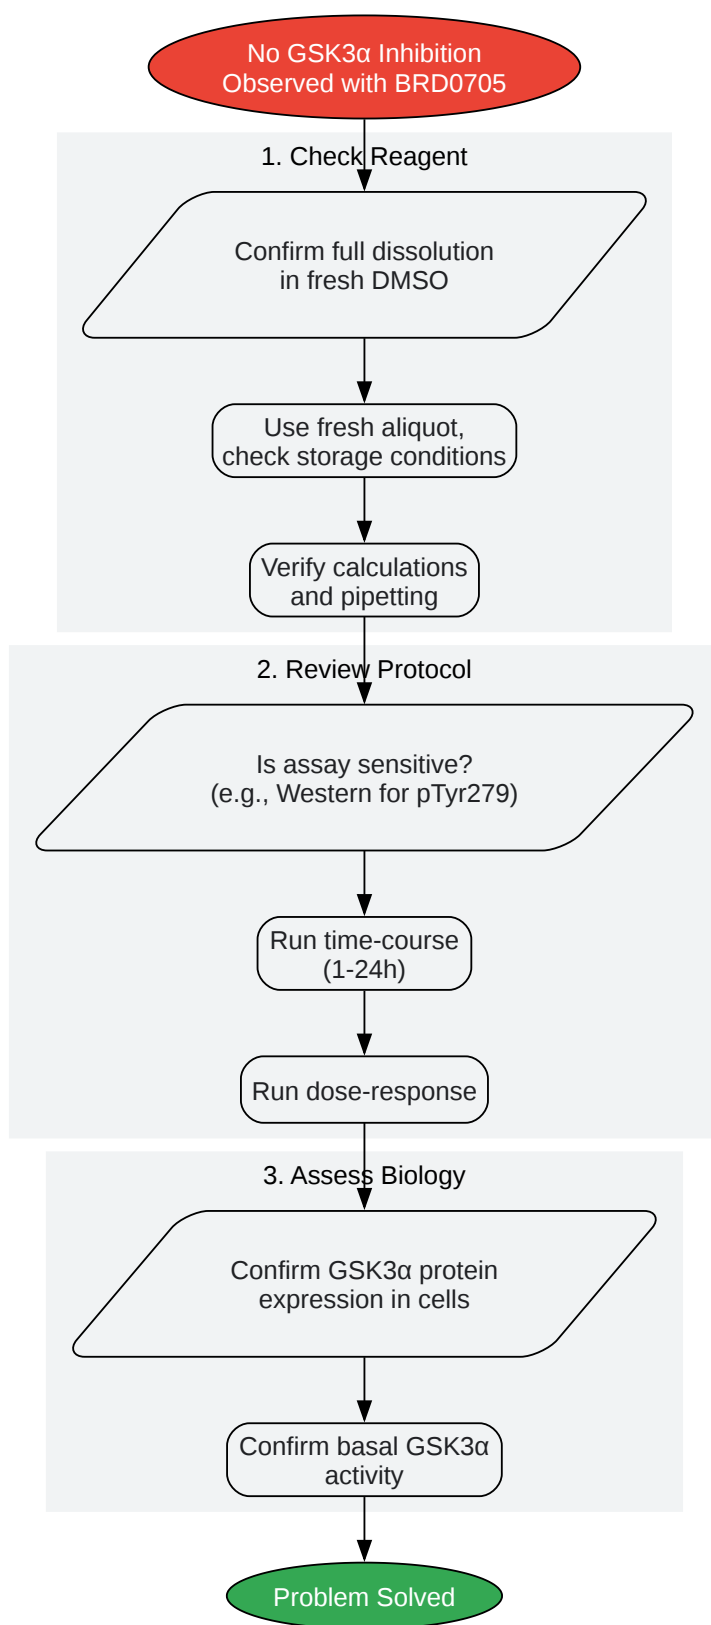 No GSK3α Inhibition
Observed with BRD0705
1. Check Reagent
Confirm full dissolution
in fresh DMSO
Use fresh aliquot,
check storage conditions
Verify calculations
and pipetting
2. Review Protocol
Is assay sensitive?
(e.g., Western for pTyr279)
Run time-course
(1-24h)
Run dose-response
3. Assess Biology
Confirm GSK3α protein
expression in cells
Confirm basal GSK3α
activity
Problem Solved